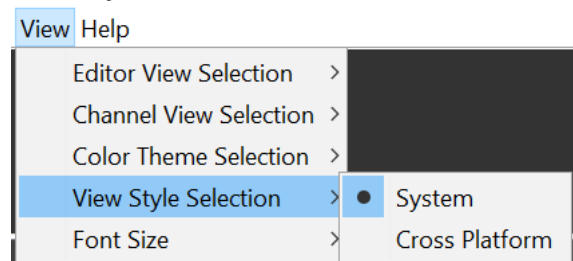 View Help
Editor View Selection
Channel View Selection
Color Theme Selection
View Style Selection
System
Font Size
Cross Platform